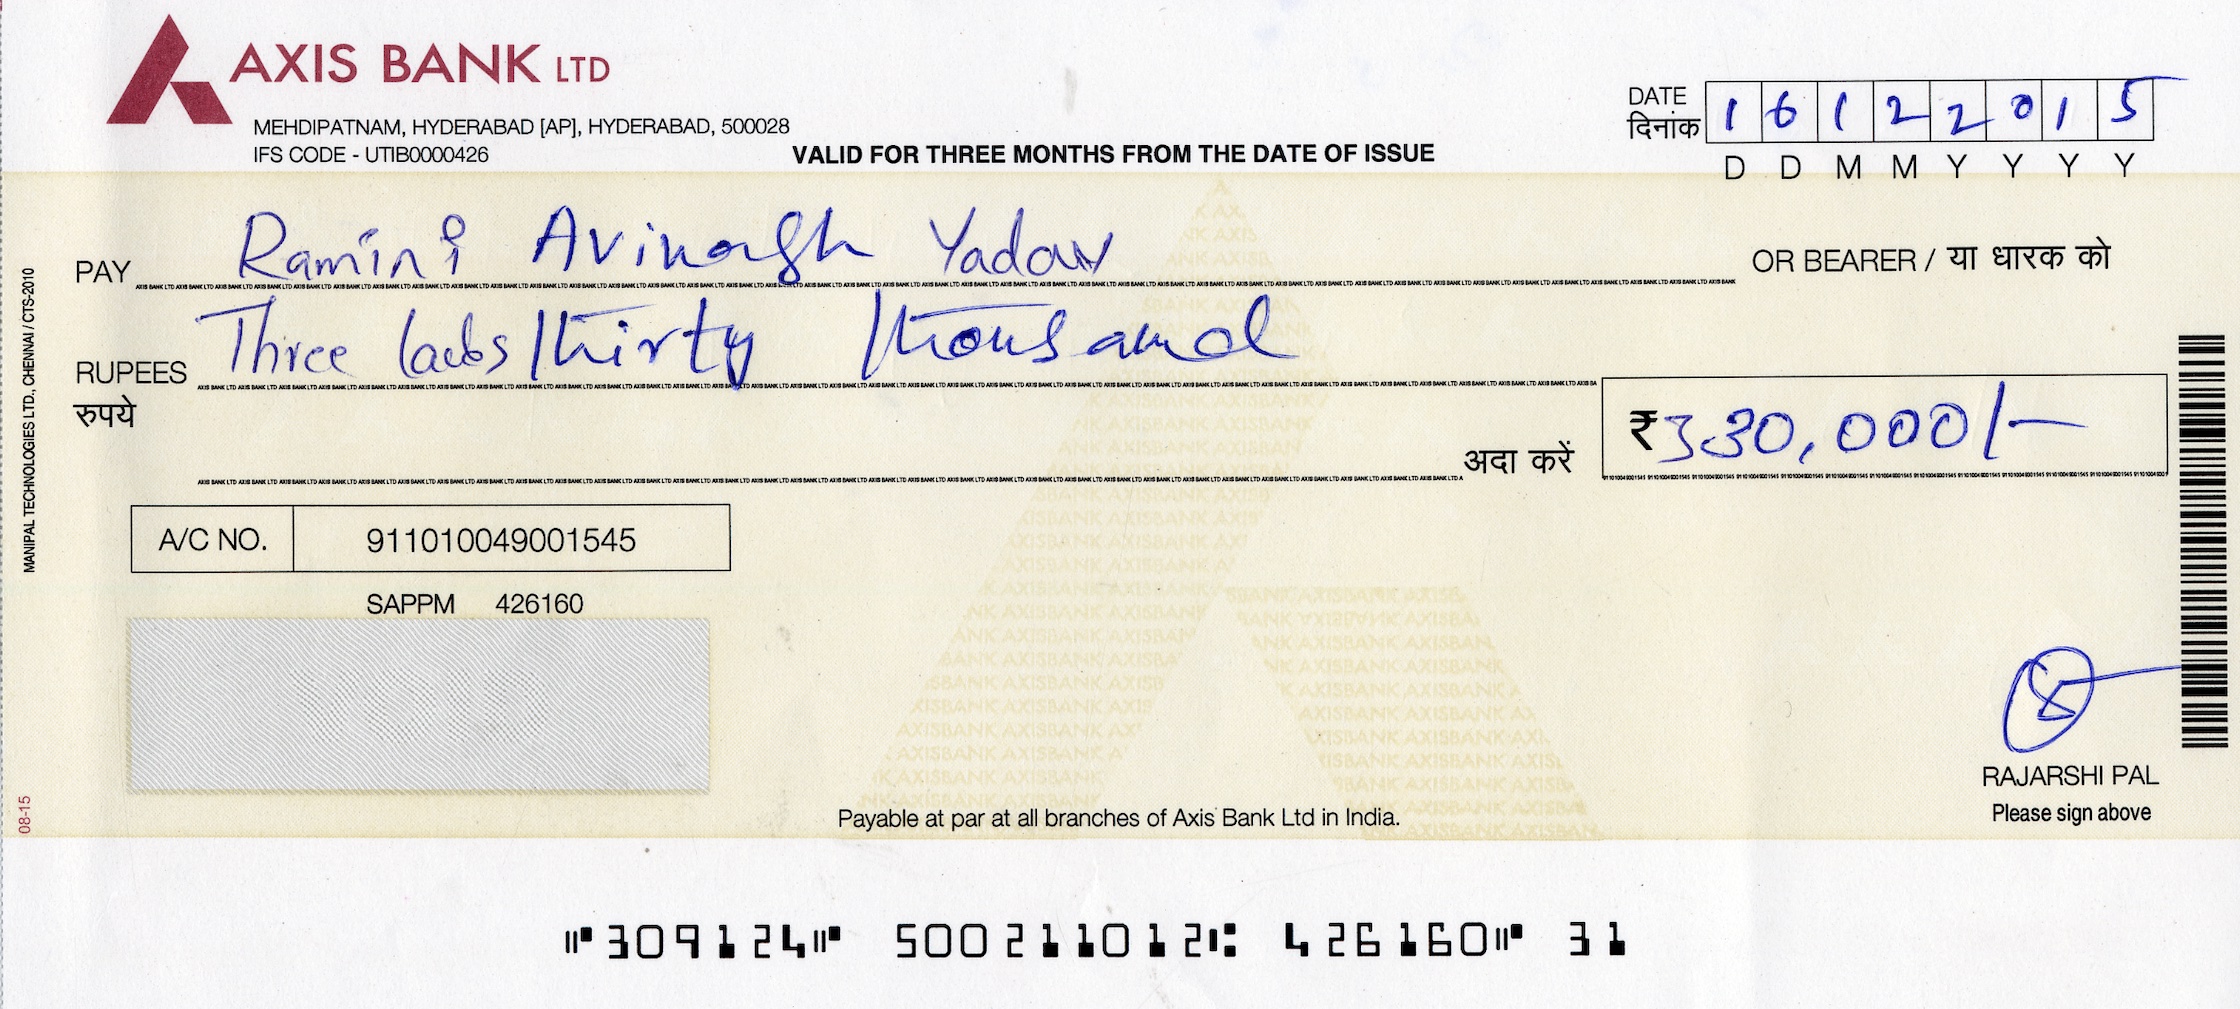 AXIS BANK LTD
MEHDIPATNAM, HYDERABAD [AP], HYDERABAD, 500028
IFS CODE - UTIB0000426
VALID FOR THREE MONTHS FROM THE DATE OF ISSUE
DATE
दिनांक
1 6 1 2 2 0 1 5
D D M M Y Y Y Y
PAY Ramini Avinash Yadav OR BEARER / या धारक को
RUPEES Three lacks thirty thousand
रुपये
अदा करें ₹ 3.30,000/-
A/C NO. 911010049001545
SAPPM 426160
VOID
RAJARSHI PAL
Please sign above
Payable at par at all branches of Axis Bank Ltd in India.
309124 500211012 426160 31
MANIPAL TECHNOLOGIES LTD., CHENNAI / CTS-2010
08-15